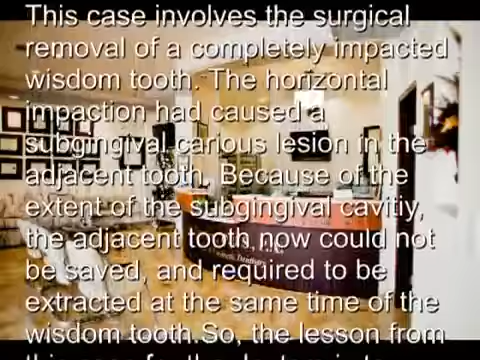 This case involves the surgical
removal of a completely impacted
wisdom tooth. The horizontal
impaction had caused a
subgingival carious lesion in the
adjacent tooth. Because of the
extent of the subgingival cavitiy,
the adjacent tooth now could not
be saved, and required to be
extracted at the same time of the
wisdom tooth.So, the lesson from